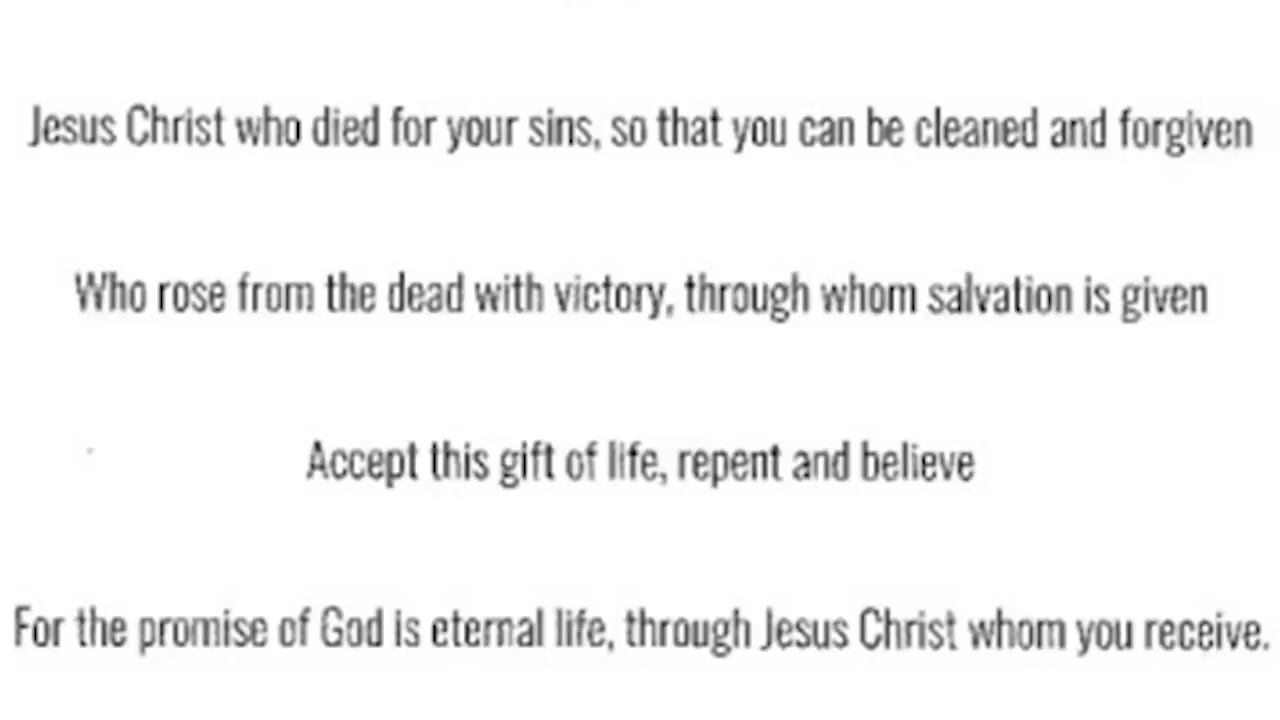 Jesus Christ who died for your sins, so that you can be cleaned and forgiven
Who rose from the dead with victory, through whom salvation is given
Accept this gift of life, repent and believe
For the promise of God is eternal life, through Jesus Christ whom you receive.